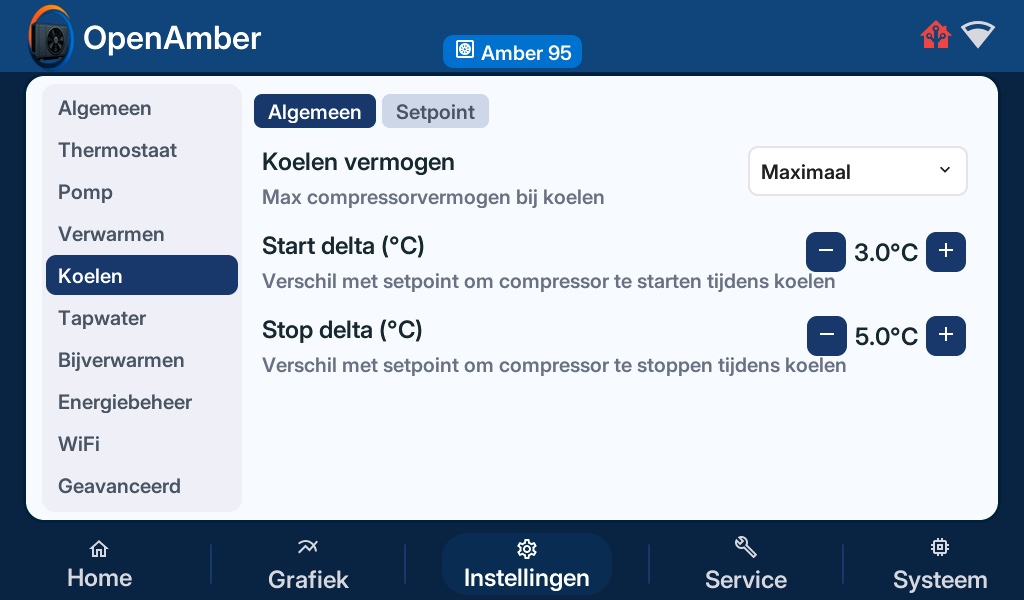 OpenAmber
Amber 95
Algemeen
Thermostaat
Pomp
Verwarmen
Koelen
Tapwater
Bijverwarmen
Energiebeheer
WiFi
Geavanceerd
Algemeen
Setpoint
Koelen vermogen
Maximaal
Max compressorvermogen bij koelen
Start delta (°C)
− 3.0°C +
Verschil met setpoint om compressor te starten tijdens koelen
Stop delta (°C)
− 5.0°C +
Verschil met setpoint om compressor te stoppen tijdens koelen
Home
Grafiek
Instellingen
Service
Systeem